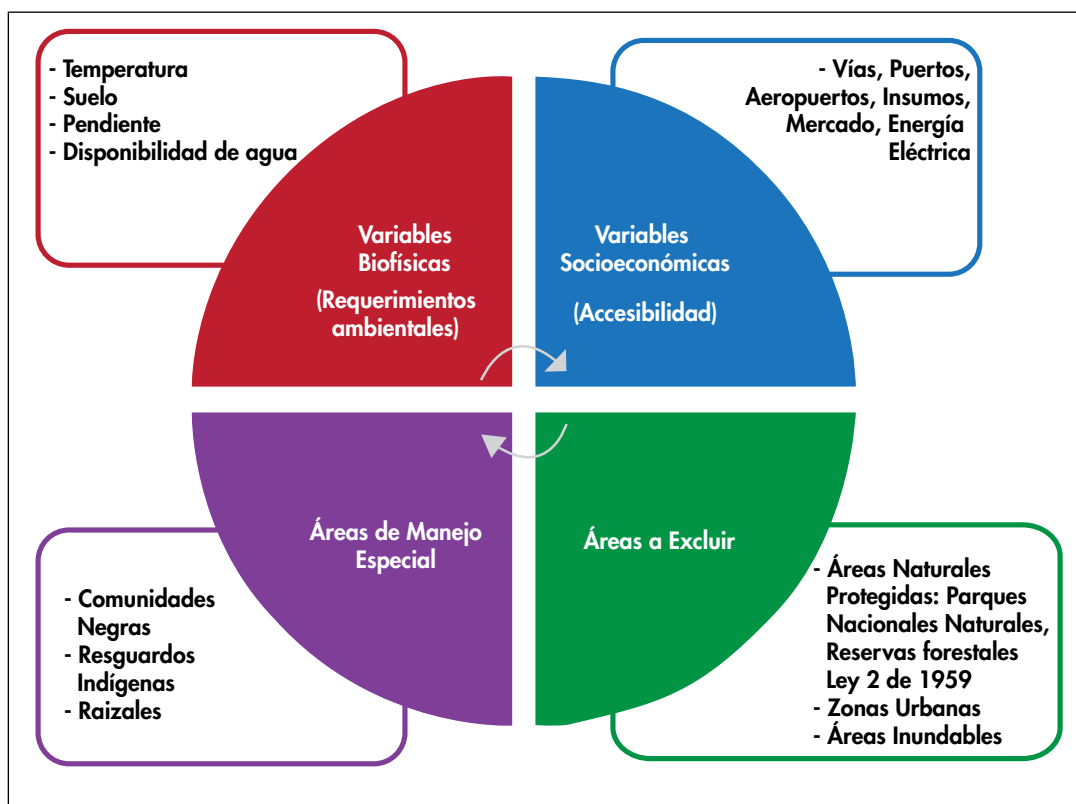 - Temperatura
- Suelo
- Pendiente
- Disponibilidad de agua
- Vías, Puertos,
Aeropuertos, Insumos,
Mercado, Energía
Eléctrica
Variables
Biofísicas
(Requerimientos
ambientales)
Variables
Socioeconómicas
(Accesibilidad)
Áreas de Manejo
Especial
Áreas a Excluir
- Comunidades
Negras
- Resguardos
Indígenas
- Raizales
- Áreas Naturales
Protegidas: Parques
Nacionales Naturales,
Reservas forestales
Ley 2 de 1959
- Zonas Urbanas
- Áreas Inundables